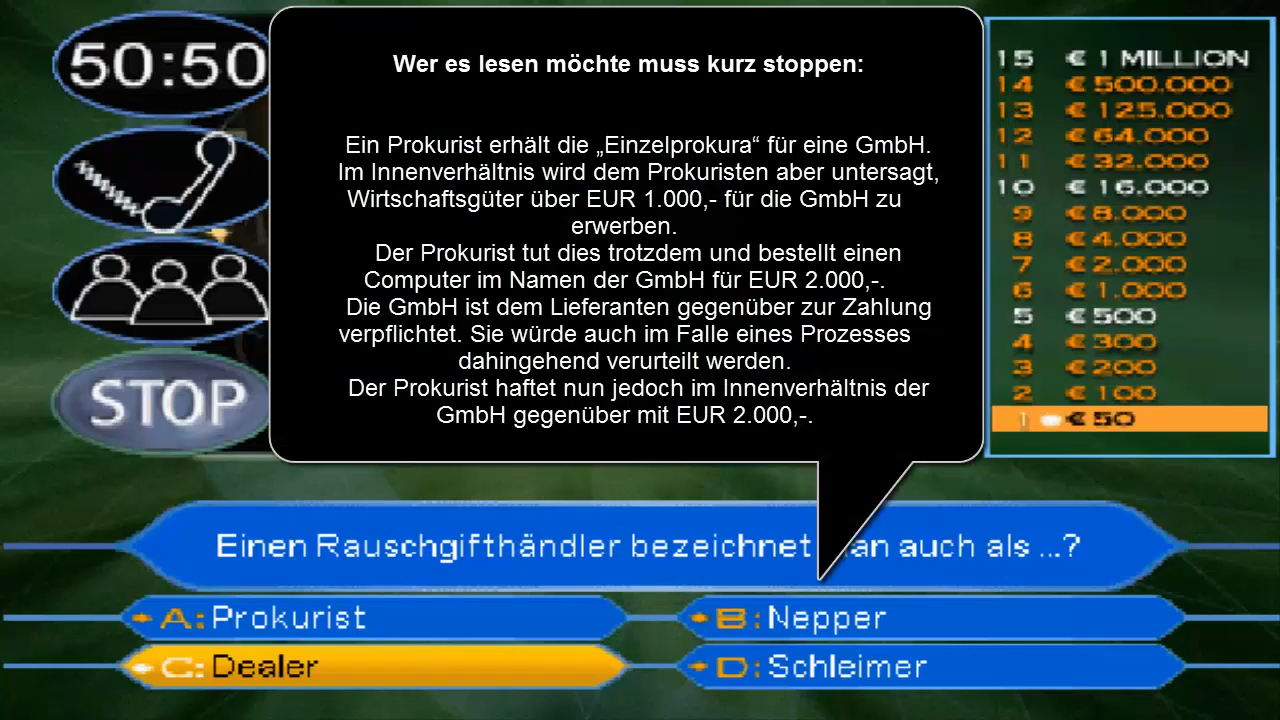 50:50
STOP
Wer es lesen möchte muss kurz stoppen:
Ein Prokurist erhält die „Einzelprokura“ für eine GmbH.
Im Innenverhältnis wird dem Prokuristen aber untersagt,
Wirtschaftsgüter über EUR 1.000,- für die GmbH zu
erwerben.
Der Prokurist tut dies trotzdem und bestellt einen
Computer im Namen der GmbH für EUR 2.000,-.
Die GmbH ist dem Lieferanten gegenüber zur Zahlung
verpflichtet. Sie würde auch im Falle eines Prozesses
dahingehend verurteilt werden.
Der Prokurist haftet nun jedoch im Innenverhältnis der
GmbH gegenüber mit EUR 2.000,-.
15 € 1 MILLION
14 € 500.000
13 € 125.000
12 € 64.000
11 € 32.000
10 € 16.000
9 € 8.000
8 € 4.000
7 € 2.000
6 € 1.000
5 € 500
4 € 300
3 € 200
2 € 100
1 € 50
Einen Rauschgifthändler bezeichnet an auch als ...?
A: Prokurist
B: Nepper
C: Dealer
D: Schleimer